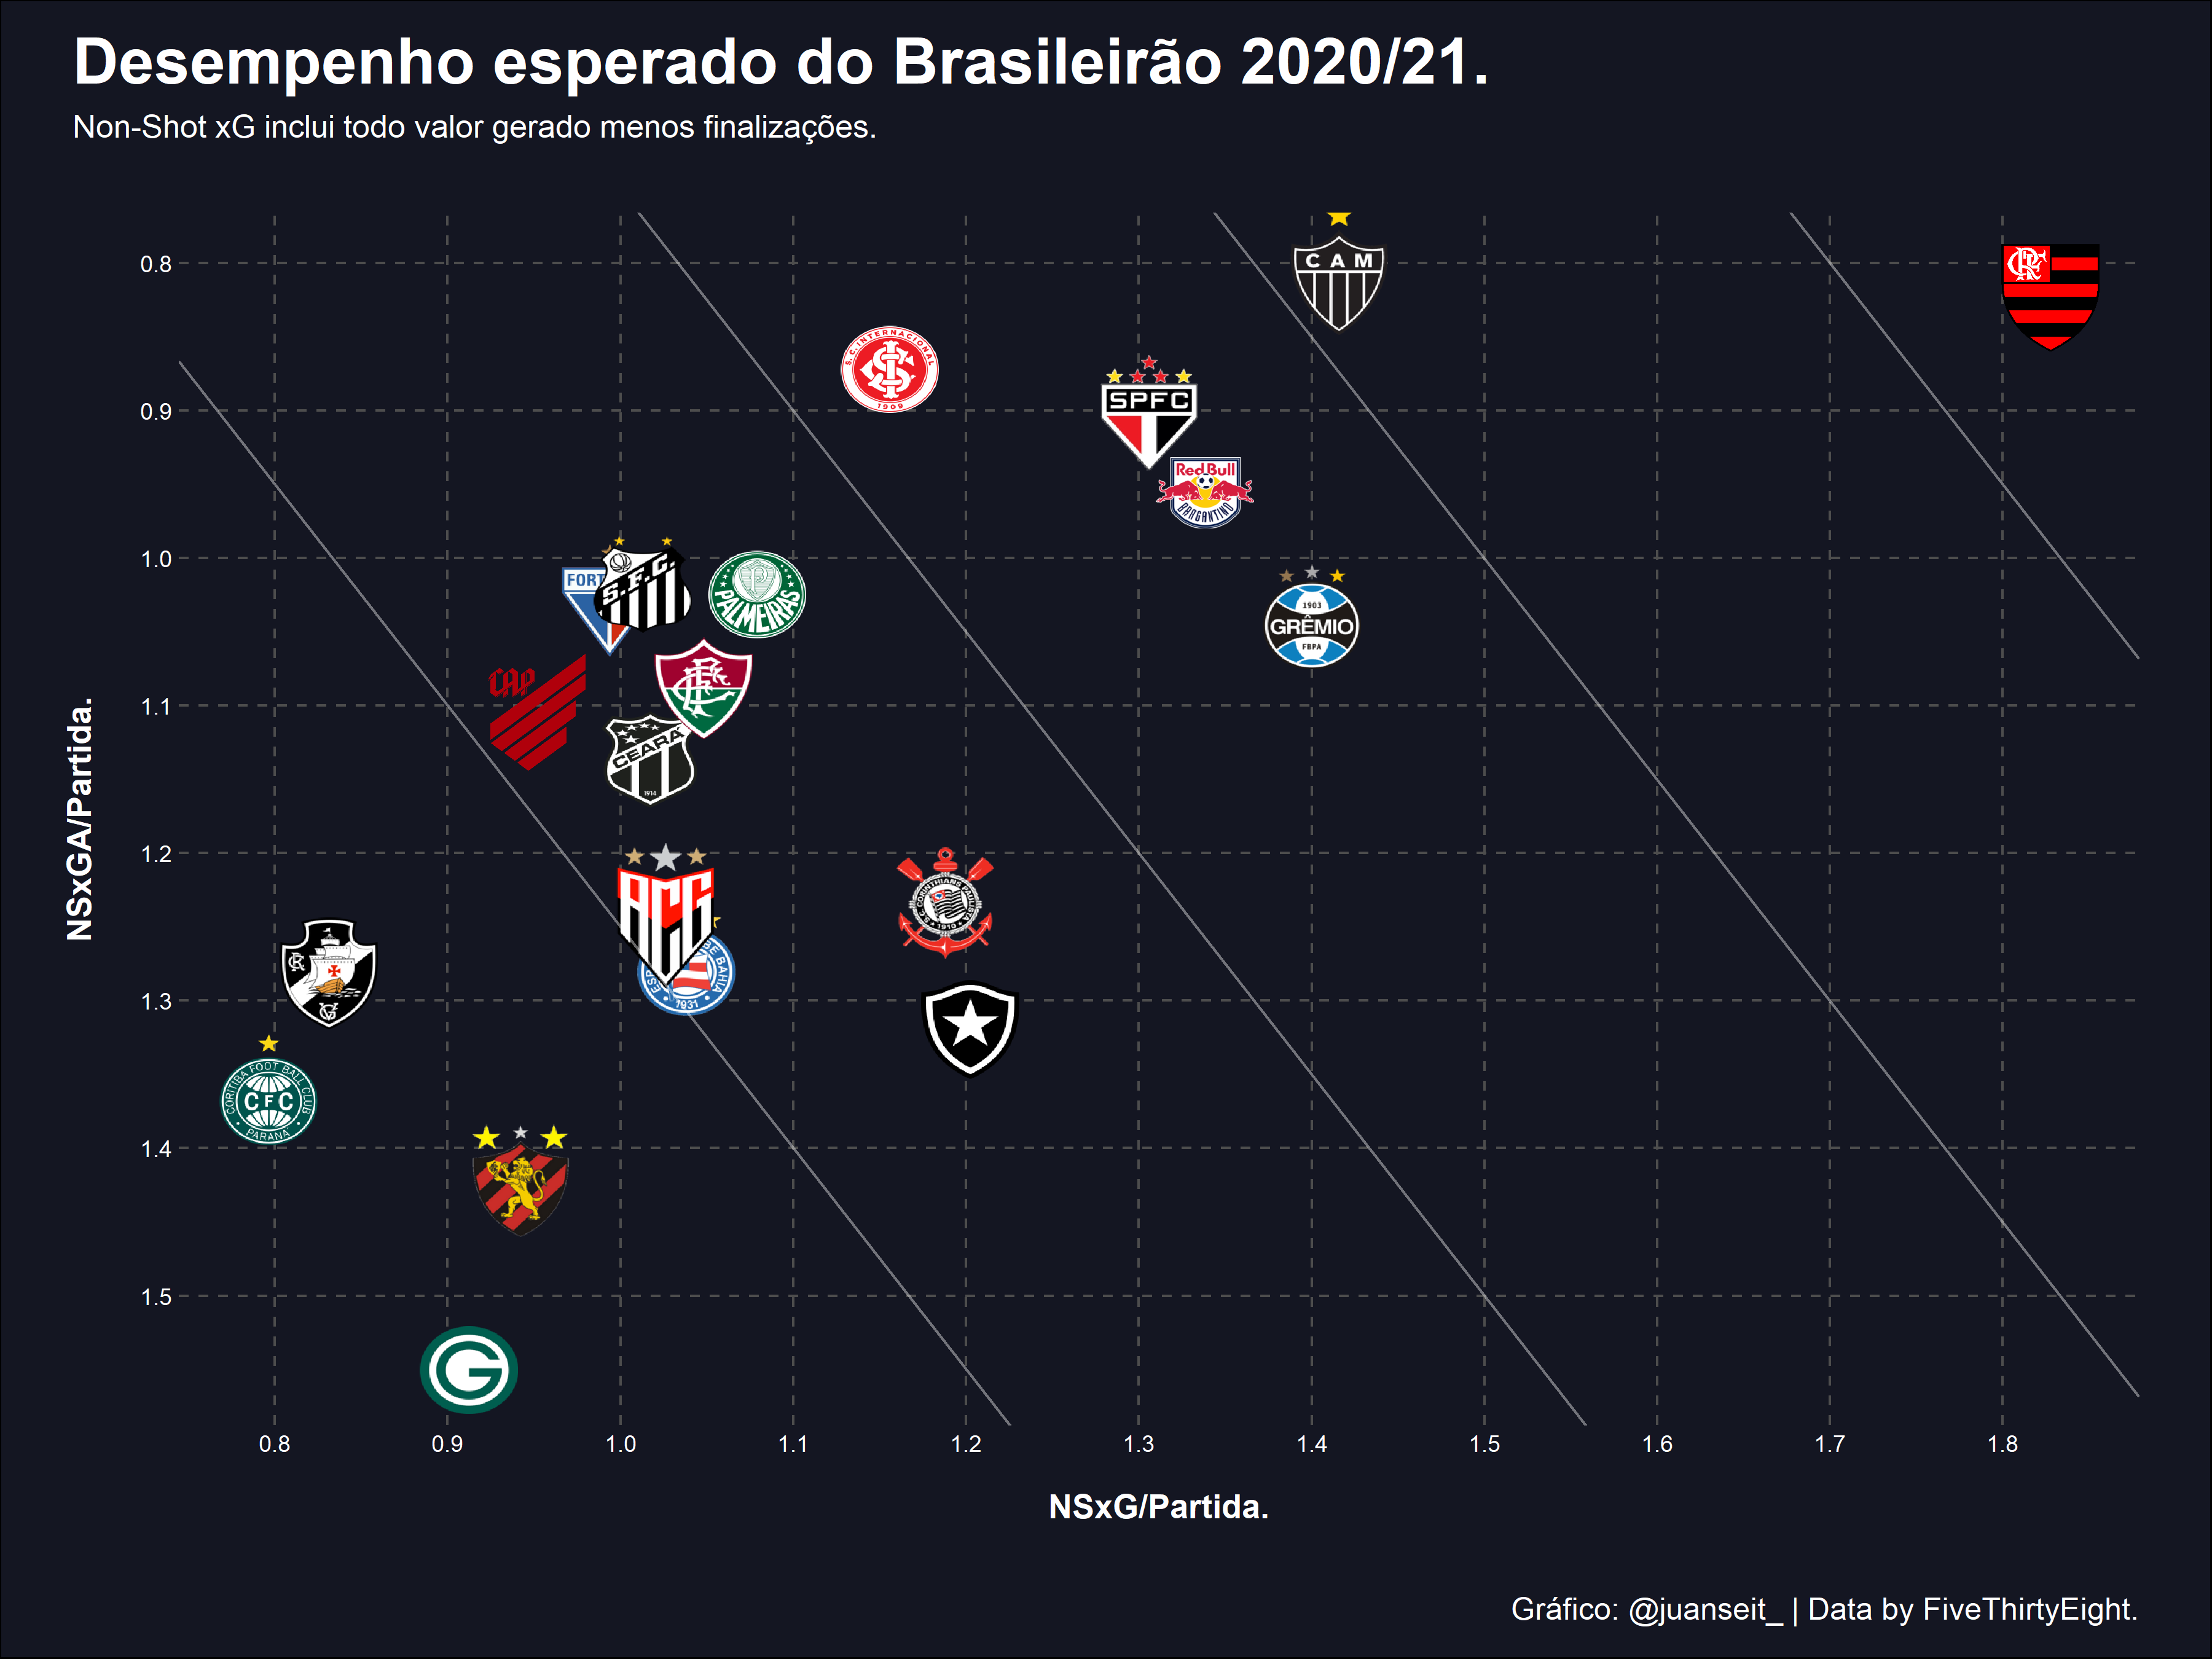 Desempenho esperado do Brasileirão 2020/21.
Non-Shot xG inclui todo valor gerado menos finalizações.
NSxGA/Partida.
0.8
0.9
1.0
1.1
1.2
1.3
1.4
1.5
C A M
S.C. INTERNACIONAL
1909
SPFC
Red Bull
BRAGANTINO
FORT
S.F.C.
P
PALMEIRAS
1903
GRÊMIO
FBPA
CAP
CEARÁ
1914
ACG
1931
S.C. CORINTHIANS PAULISTA
1910
CORITIBA FOOT BALL CLUB
CFC
PARANÁ
G
0.8 0.9 1.0 1.1 1.2 1.3 1.4 1.5 1.6 1.7 1.8
NSxG/Partida.
Gráfico: @juanseit_ | Data by FiveThirtyEight.